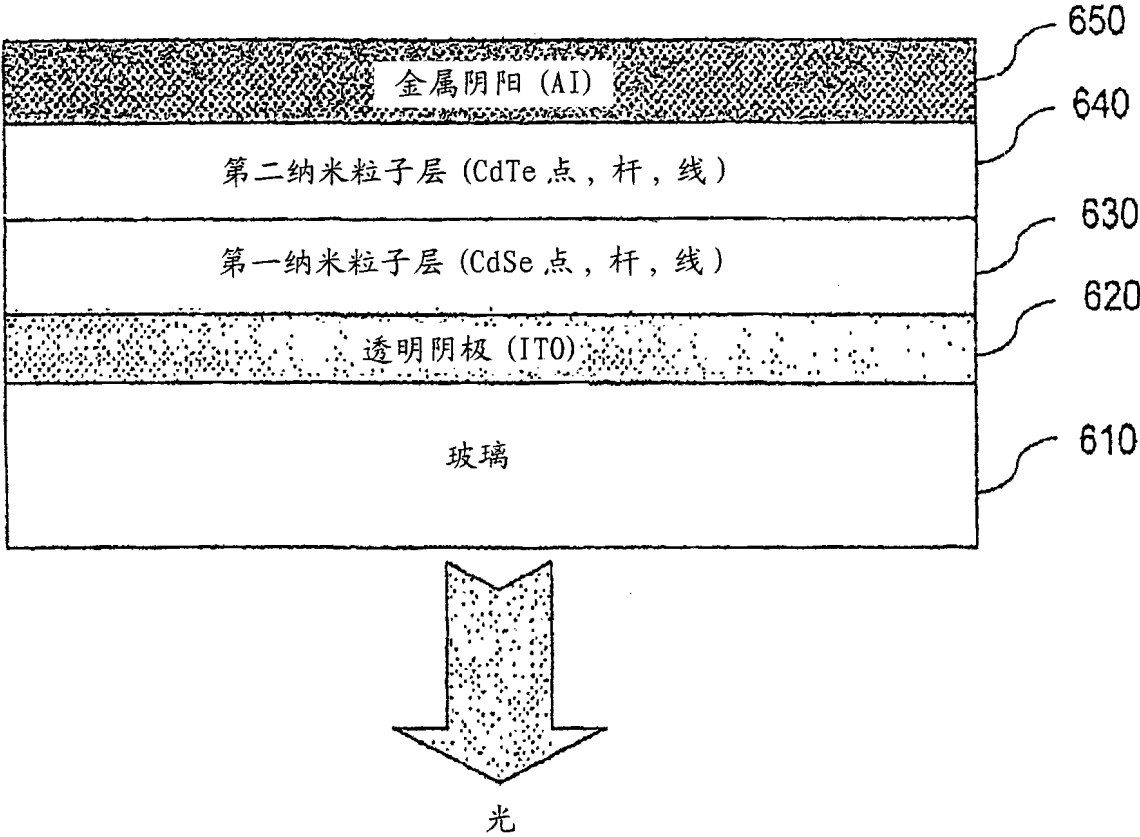 650
金属阴阳 (AI)
640
第二纳米粒子层 (CdTe 点，杆，线)
630
第一纳米粒子层 (CdSe 点，杆，线)
620
透明阴极 (ITO)
610
玻璃
光